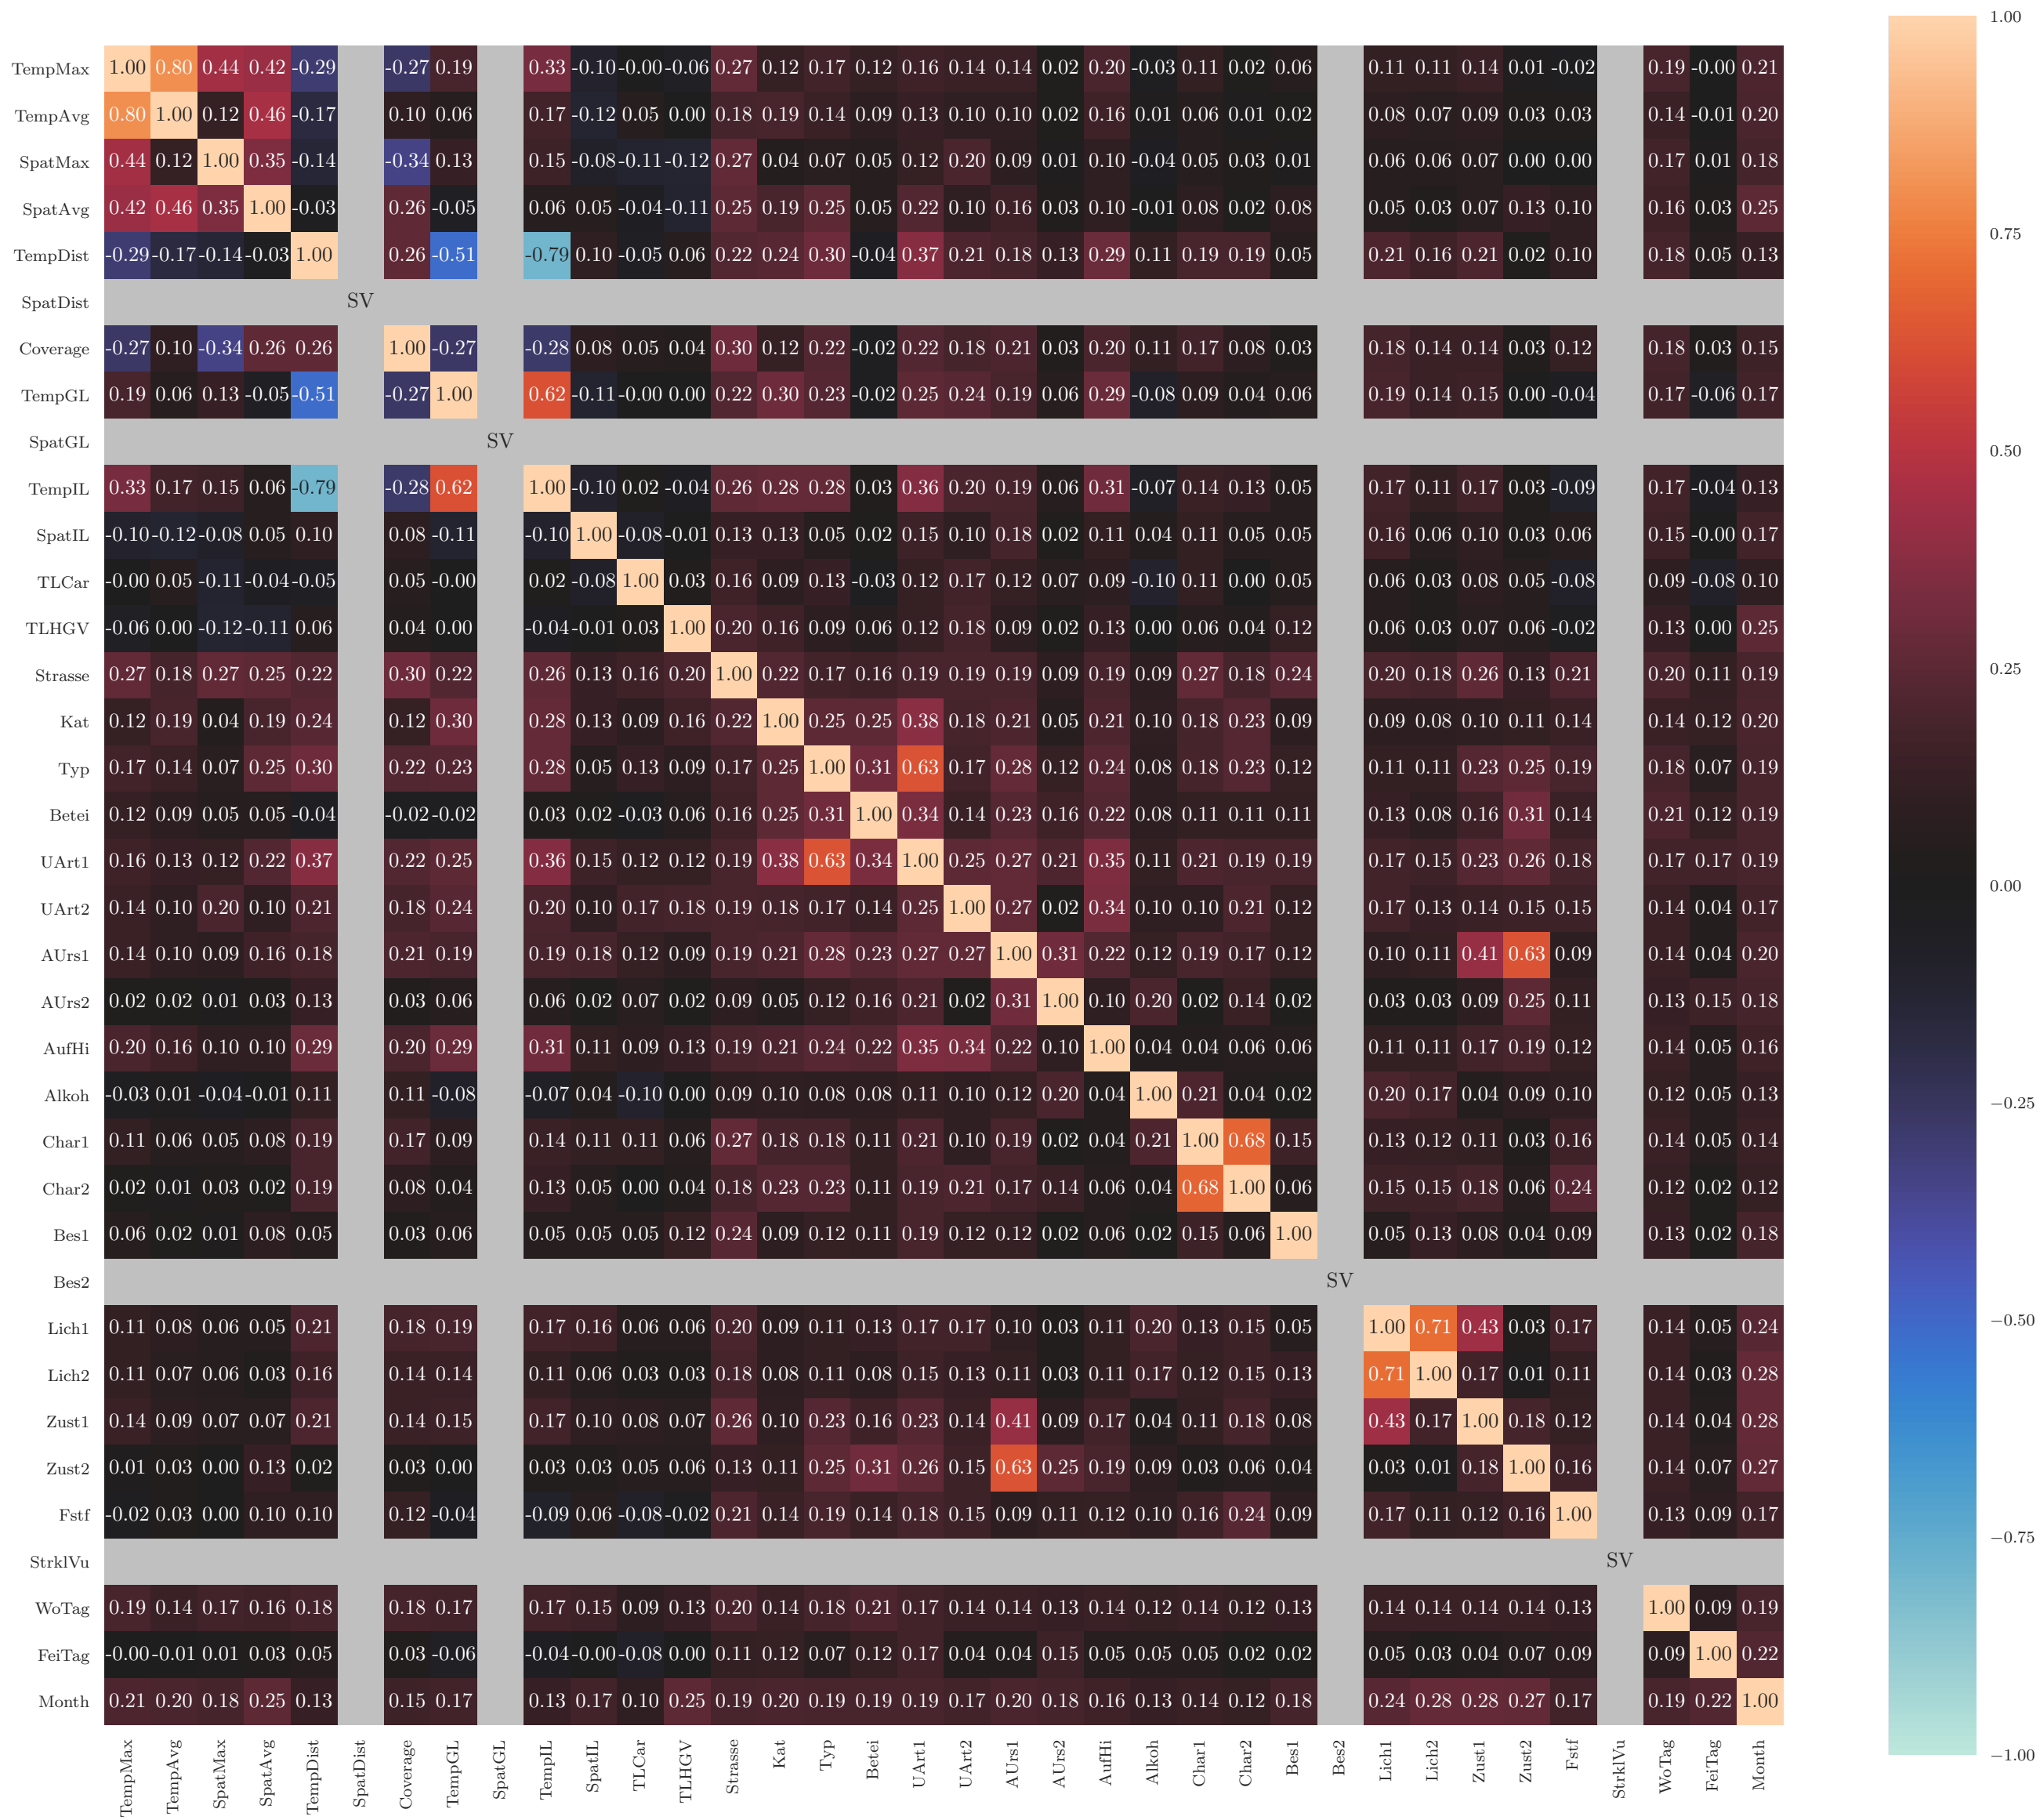 TempMax 1.00 0.80 0.44 0.42 -0.29 -0.27 0.19 0.33 -0.10 -0.00 -0.06 0.27 0.12 0.17 0.12 0.16 0.14 0.14 0.02 0.20 -0.03 0.11 0.02 0.06 0.11 0.11 0.14 0.01 -0.02 0.19 -0.00 0.21
TempAvg 0.80 1.00 0.12 0.46 -0.17 0.10 0.06 0.17 -0.12 0.05 0.00 0.18 0.19 0.14 0.09 0.13 0.10 0.10 0.02 0.16 0.01 0.06 0.01 0.02 0.08 0.07 0.09 0.03 0.03 0.14 -0.01 0.20
SpatMax 0.44 0.12 1.00 0.35 -0.14 -0.34 0.13 0.15 -0.08 -0.11 -0.12 0.27 0.04 0.07 0.05 0.12 0.20 0.09 0.01 0.10 -0.04 0.05 0.03 0.01 0.06 0.06 0.07 0.00 0.00 0.17 0.01 0.18
SpatAvg 0.42 0.46 0.35 1.00 -0.03 0.26 -0.05 0.06 0.05 -0.04 -0.11 0.25 0.19 0.25 0.05 0.22 0.10 0.16 0.03 0.10 -0.01 0.08 0.02 0.08 0.05 0.03 0.07 0.13 0.10 0.16 0.03 0.25
TempDist -0.29 -0.17 -0.14 -0.03 1.00 0.26 -0.51 -0.79 0.10 -0.05 0.06 0.22 0.24 0.30 -0.04 0.37 0.21 0.18 0.13 0.29 0.11 0.19 0.19 0.05 0.21 0.16 0.21 0.02 0.10 0.18 0.05 0.13
SpatDist SV
Coverage -0.27 0.10 -0.34 0.26 0.26 1.00 -0.27 -0.28 0.08 0.05 0.04 0.30 0.12 0.22 -0.02 0.22 0.18 0.21 0.03 0.20 0.11 0.17 0.08 0.03 0.18 0.14 0.14 0.03 0.12 0.18 0.03 0.15
TempGL 0.19 0.06 0.13 -0.05 -0.51 -0.27 1.00 0.62 -0.11 -0.00 0.00 0.22 0.30 0.23 -0.02 0.25 0.24 0.19 0.06 0.29 -0.08 0.09 0.04 0.06 0.19 0.14 0.15 0.00 -0.04 0.17 -0.06 0.17
SpatGL SV
TempIL 0.33 0.17 0.15 0.06 -0.79 -0.28 0.62 1.00 -0.10 0.02 -0.04 0.26 0.28 0.28 0.03 0.36 0.20 0.19 0.06 0.31 -0.07 0.14 0.13 0.05 0.17 0.11 0.17 0.03 -0.09 0.17 -0.04 0.13
SpatIL -0.10 -0.12 -0.08 0.05 0.10 0.08 -0.11 -0.10 1.00 -0.08 -0.01 0.13 0.13 0.05 0.02 0.15 0.10 0.18 0.02 0.11 0.04 0.11 0.05 0.05 0.16 0.06 0.10 0.03 0.06 0.15 -0.00 0.17
TLCar -0.00 0.05 -0.11 -0.04 -0.05 0.05 -0.00 0.02 -0.08 1.00 0.03 0.16 0.09 0.13 -0.03 0.12 0.17 0.12 0.07 0.09 -0.10 0.11 0.00 0.05 0.06 0.03 0.08 0.05 -0.08 0.09 -0.08 0.10
TLHGV -0.06 0.00 -0.12 -0.11 0.06 0.04 0.00 -0.04 -0.01 0.03 1.00 0.20 0.16 0.09 0.06 0.12 0.18 0.09 0.02 0.13 0.00 0.06 0.04 0.12 0.06 0.03 0.07 0.06 -0.02 0.13 0.00 0.25
Strasse 0.27 0.18 0.27 0.25 0.22 0.30 0.22 0.26 0.13 0.16 0.20 1.00 0.22 0.17 0.16 0.19 0.19 0.19 0.09 0.19 0.09 0.27 0.18 0.24 0.20 0.18 0.26 0.13 0.21 0.20 0.11 0.19
Kat 0.12 0.19 0.04 0.19 0.24 0.12 0.30 0.28 0.13 0.09 0.16 0.22 1.00 0.25 0.25 0.38 0.18 0.21 0.05 0.21 0.10 0.18 0.23 0.09 0.09 0.08 0.10 0.11 0.14 0.14 0.12 0.20
Typ 0.17 0.14 0.07 0.25 0.30 0.22 0.23 0.28 0.05 0.13 0.09 0.17 0.25 1.00 0.31 0.63 0.17 0.28 0.12 0.24 0.08 0.18 0.23 0.12 0.11 0.11 0.23 0.25 0.19 0.18 0.07 0.19
Betei 0.12 0.09 0.05 0.05 -0.04 -0.02 -0.02 0.03 0.02 -0.03 0.06 0.16 0.25 0.31 1.00 0.34 0.14 0.23 0.16 0.22 0.08 0.11 0.11 0.11 0.13 0.08 0.16 0.31 0.14 0.21 0.12 0.19
UArt1 0.16 0.13 0.12 0.22 0.37 0.22 0.25 0.36 0.15 0.12 0.12 0.19 0.38 0.63 0.34 1.00 0.25 0.27 0.21 0.35 0.11 0.21 0.19 0.19 0.17 0.15 0.23 0.26 0.18 0.17 0.17 0.19
UArt2 0.14 0.10 0.20 0.10 0.21 0.18 0.24 0.20 0.10 0.17 0.18 0.19 0.18 0.17 0.14 0.25 1.00 0.27 0.02 0.34 0.10 0.10 0.21 0.12 0.17 0.13 0.14 0.15 0.15 0.14 0.04 0.17
AUrs1 0.14 0.10 0.09 0.16 0.18 0.21 0.19 0.19 0.18 0.12 0.09 0.19 0.21 0.28 0.23 0.27 0.27 1.00 0.31 0.22 0.12 0.19 0.17 0.12 0.10 0.11 0.41 0.63 0.09 0.14 0.04 0.20
AUrs2 0.02 0.02 0.01 0.03 0.13 0.03 0.06 0.06 0.02 0.07 0.02 0.09 0.05 0.12 0.16 0.21 0.02 0.31 1.00 0.10 0.20 0.02 0.14 0.02 0.03 0.03 0.09 0.25 0.11 0.13 0.15 0.18
AufHi 0.20 0.16 0.10 0.10 0.29 0.20 0.29 0.31 0.11 0.09 0.13 0.19 0.21 0.24 0.22 0.35 0.34 0.22 0.10 1.00 0.04 0.04 0.06 0.06 0.11 0.11 0.17 0.19 0.12 0.14 0.05 0.16
Alkoh -0.03 0.01 -0.04 -0.01 0.11 0.11 -0.08 -0.07 0.04 -0.10 0.00 0.09 0.10 0.08 0.08 0.11 0.10 0.12 0.20 0.04 1.00 0.21 0.04 0.02 0.20 0.17 0.04 0.09 0.10 0.12 0.05 0.13
Char1 0.11 0.06 0.05 0.08 0.19 0.17 0.09 0.14 0.11 0.11 0.06 0.27 0.18 0.18 0.11 0.21 0.10 0.19 0.02 0.04 0.21 1.00 0.68 0.15 0.13 0.12 0.11 0.03 0.16 0.14 0.05 0.14
Char2 0.02 0.01 0.03 0.02 0.19 0.08 0.04 0.13 0.05 0.00 0.04 0.18 0.23 0.23 0.11 0.19 0.21 0.17 0.14 0.06 0.04 0.68 1.00 0.06 0.15 0.15 0.18 0.06 0.24 0.12 0.02 0.12
Bes1 0.06 0.02 0.01 0.08 0.05 0.03 0.06 0.05 0.05 0.05 0.12 0.24 0.09 0.12 0.11 0.19 0.12 0.12 0.02 0.06 0.02 0.15 0.06 1.00 0.05 0.13 0.08 0.04 0.09 0.13 0.02 0.18
Bes2 SV
Lich1 0.11 0.08 0.06 0.05 0.21 0.18 0.19 0.17 0.16 0.06 0.06 0.20 0.09 0.11 0.13 0.17 0.17 0.10 0.03 0.11 0.20 0.13 0.15 0.05 1.00 0.71 0.43 0.03 0.17 0.14 0.05 0.24
Lich2 0.11 0.07 0.06 0.03 0.16 0.14 0.14 0.11 0.06 0.03 0.03 0.18 0.08 0.11 0.08 0.15 0.13 0.11 0.03 0.11 0.17 0.12 0.15 0.13 0.71 1.00 0.17 0.01 0.11 0.14 0.03 0.28
Zust1 0.14 0.09 0.07 0.07 0.21 0.14 0.15 0.17 0.10 0.08 0.07 0.26 0.10 0.23 0.16 0.23 0.14 0.41 0.09 0.17 0.04 0.11 0.18 0.08 0.43 0.17 1.00 0.18 0.12 0.14 0.04 0.28
Zust2 0.01 0.03 0.00 0.13 0.02 0.03 0.00 0.03 0.03 0.05 0.06 0.13 0.11 0.25 0.31 0.26 0.15 0.63 0.25 0.19 0.09 0.03 0.06 0.04 0.03 0.01 0.18 1.00 0.16 0.14 0.07 0.27
Fstf -0.02 0.03 0.00 0.10 0.10 0.12 -0.04 -0.09 0.06 -0.08 -0.02 0.21 0.14 0.19 0.14 0.18 0.15 0.09 0.11 0.12 0.10 0.16 0.24 0.09 0.17 0.11 0.12 0.16 1.00 0.13 0.09 0.17
StrklVu SV
WoTag 0.19 0.14 0.17 0.16 0.18 0.18 0.17 0.17 0.15 0.09 0.13 0.20 0.14 0.18 0.21 0.17 0.14 0.14 0.13 0.14 0.12 0.14 0.12 0.13 0.14 0.14 0.14 0.14 0.13 1.00 0.09 0.19
FeiTag -0.00 -0.01 0.01 0.03 0.05 0.03 -0.06 -0.04 -0.00 -0.08 0.00 0.11 0.12 0.07 0.12 0.17 0.04 0.04 0.15 0.05 0.05 0.05 0.02 0.02 0.05 0.03 0.04 0.07 0.09 0.09 1.00 0.22
Month 0.21 0.20 0.18 0.25 0.13 0.15 0.17 0.13 0.17 0.10 0.25 0.19 0.20 0.19 0.19 0.19 0.17 0.20 0.18 0.16 0.13 0.14 0.12 0.18 0.24 0.28 0.28 0.27 0.17 0.19 0.22 1.00
TempMax TempAvg SpatMax SpatAvg TempDist SpatDist Coverage TempGL SpatGL TempIL SpatIL TLCar TLHGV Strasse Kat Typ Betei UArt1 UArt2 AUrs1 AUrs2 AufHi Alkoh Char1 Char2 Bes1 Bes2 Lich1 Lich2 Zust1 Zust2 Fstf StrklVu WoTag FeiTag Month
1.00
0.75
0.50
0.25
0.00
−0.25
−0.50
−0.75
−1.00